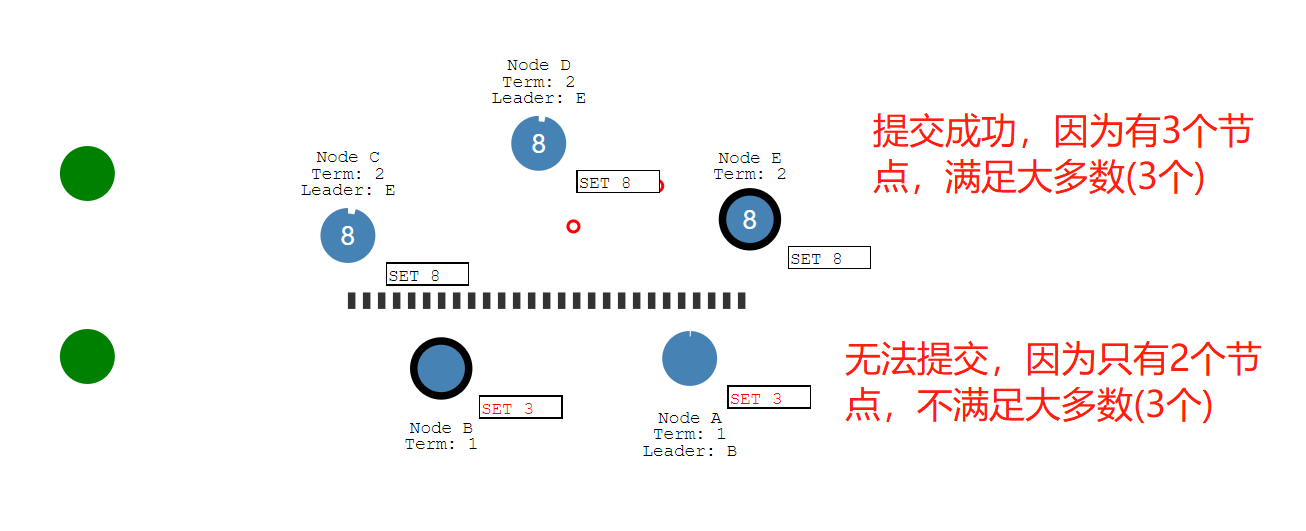 Node D
Term: 2
Leader: E
8
SET 8
Node C
Term: 2
Leader: E
8
SET 8
Node E
Term: 2
8
SET 8
提交成功，因为有3个节
点，满足大多数(3个)
SET 3
Node B
Term: 1
SET 3
Node A
Term: 1
Leader: B
无法提交，因为只有2个节
点，不满足大多数(3个)